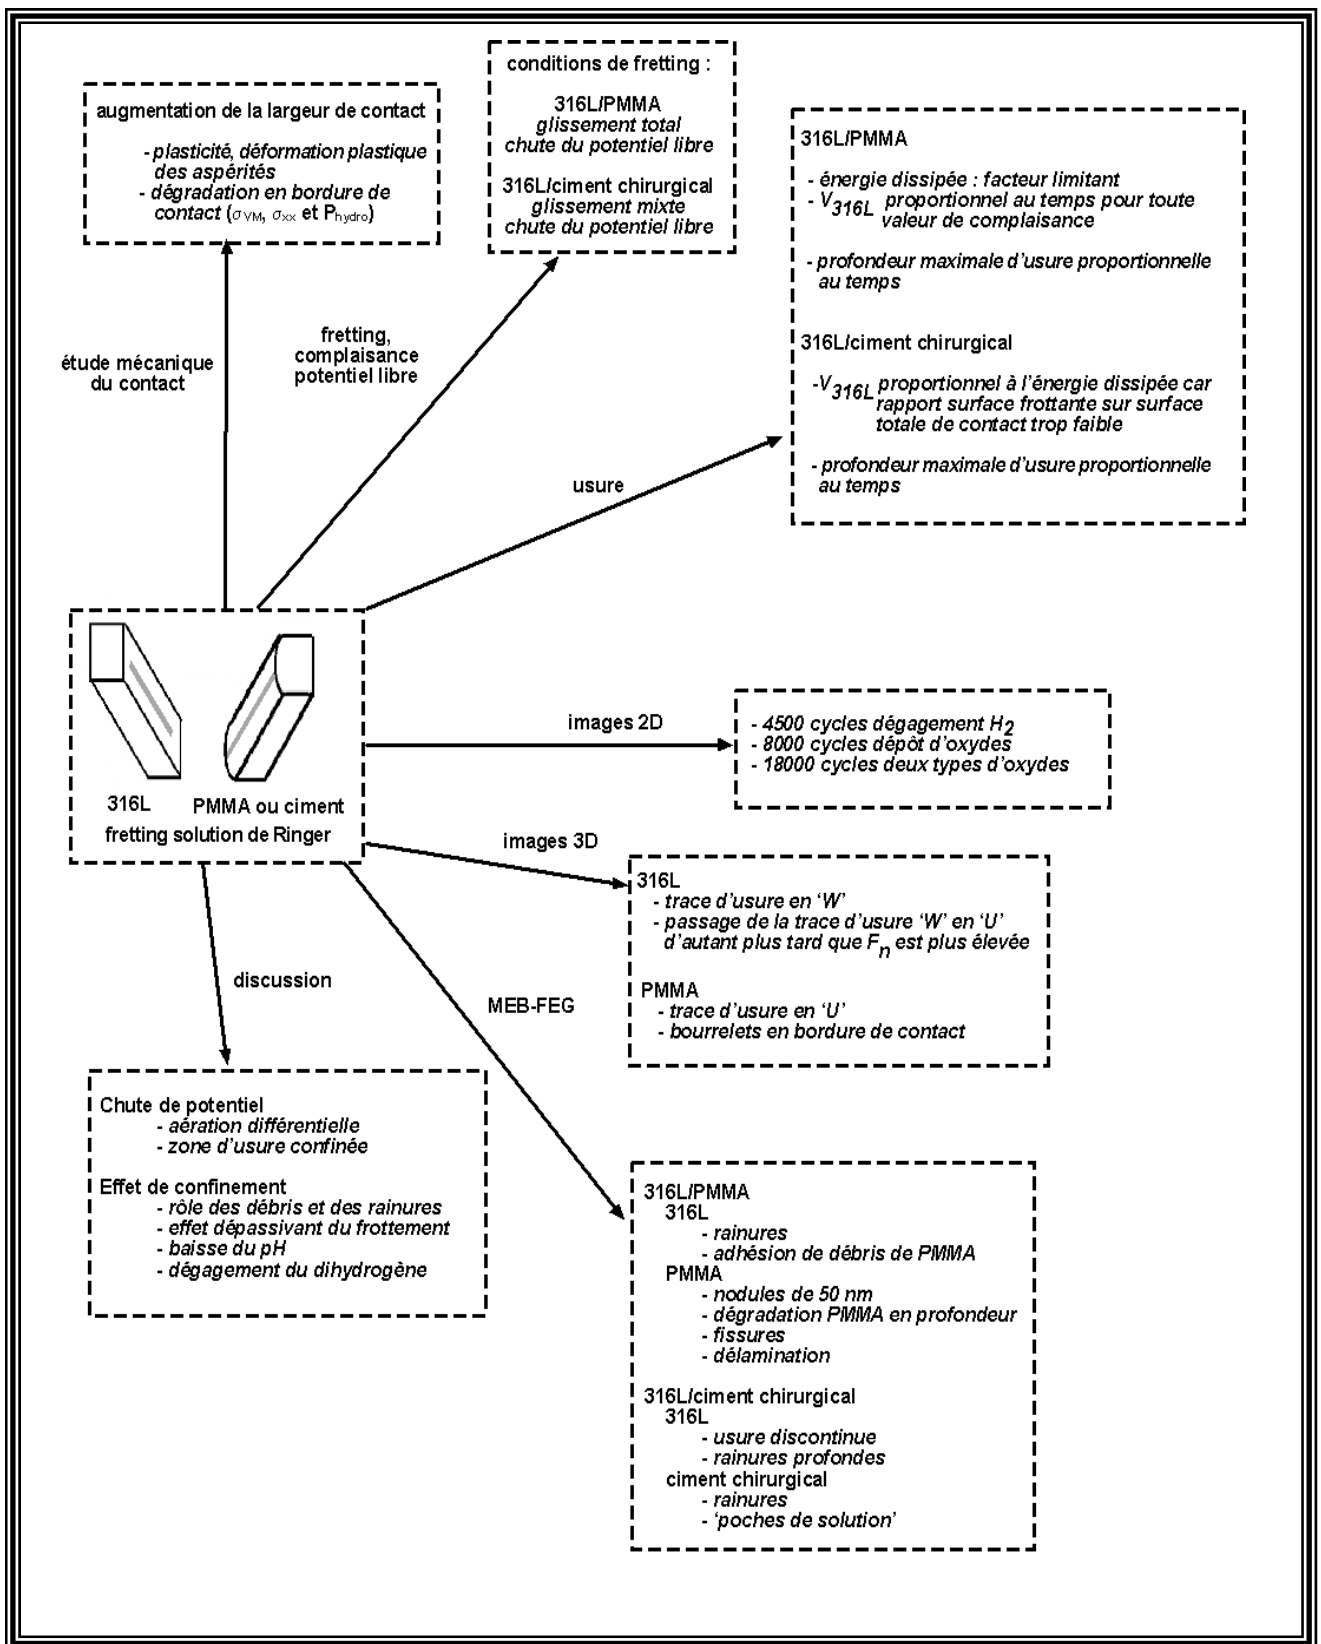 conditions de fretting :
316L/PMMA
glissement total
chute du potentiel libre
316L/ciment chirurgical
glissement mixte
chute du potentiel libre
augmentation de la largeur de contact
- plasticité, déformation plastique
des aspérités
- dégradation en bordure de
contact (σVM, σxx et Phydro)
316L/PMMA
- énergie dissipée : facteur limitant
- V316L proportionnel au temps pour toute
valeur de complaisance
- profondeur maximale d'usure proportionnelle
au temps
316L/ciment chirurgical
-V316L proportionnel à l'énergie dissipée car
rapport surface frottante sur surface
totale de contact trop faible
- profondeur maximale d'usure proportionnelle
au temps
étude mécanique
du contact
fretting,
complaisance
potentiel libre
usure
316L
PMMA ou ciment
fretting solution de Ringer
images 2D
- 4500 cycles dégagement H2
- 8000 cycles dépôt d'oxydes
- 18000 cycles deux types d'oxydes
images 3D
316L
- trace d'usure en 'W'
- passage de la trace d'usure 'W' en 'U'
d'autant plus tard que Fn est plus élevée
PMMA
- trace d'usure en 'U'
- bourrelets en bordure de contact
discussion
MEB-FEG
Chute de potentiel
- aération différentielle
- zone d'usure confinée
Effet de confinement
- rôle des débris et des rainures
- effet dépassivant du frottement
- baisse du pH
- dégagement du dihydrogène
316L/PMMA
316L
- rainures
- adhésion de débris de PMMA
PMMA
- nodules de 50 nm
- dégradation PMMA en profondeur
- fissures
- délamination
316L/ciment chirurgical
316L
- usure discontinue
- rainures profondes
ciment chirurgical
- rainures
- 'poches de solution'